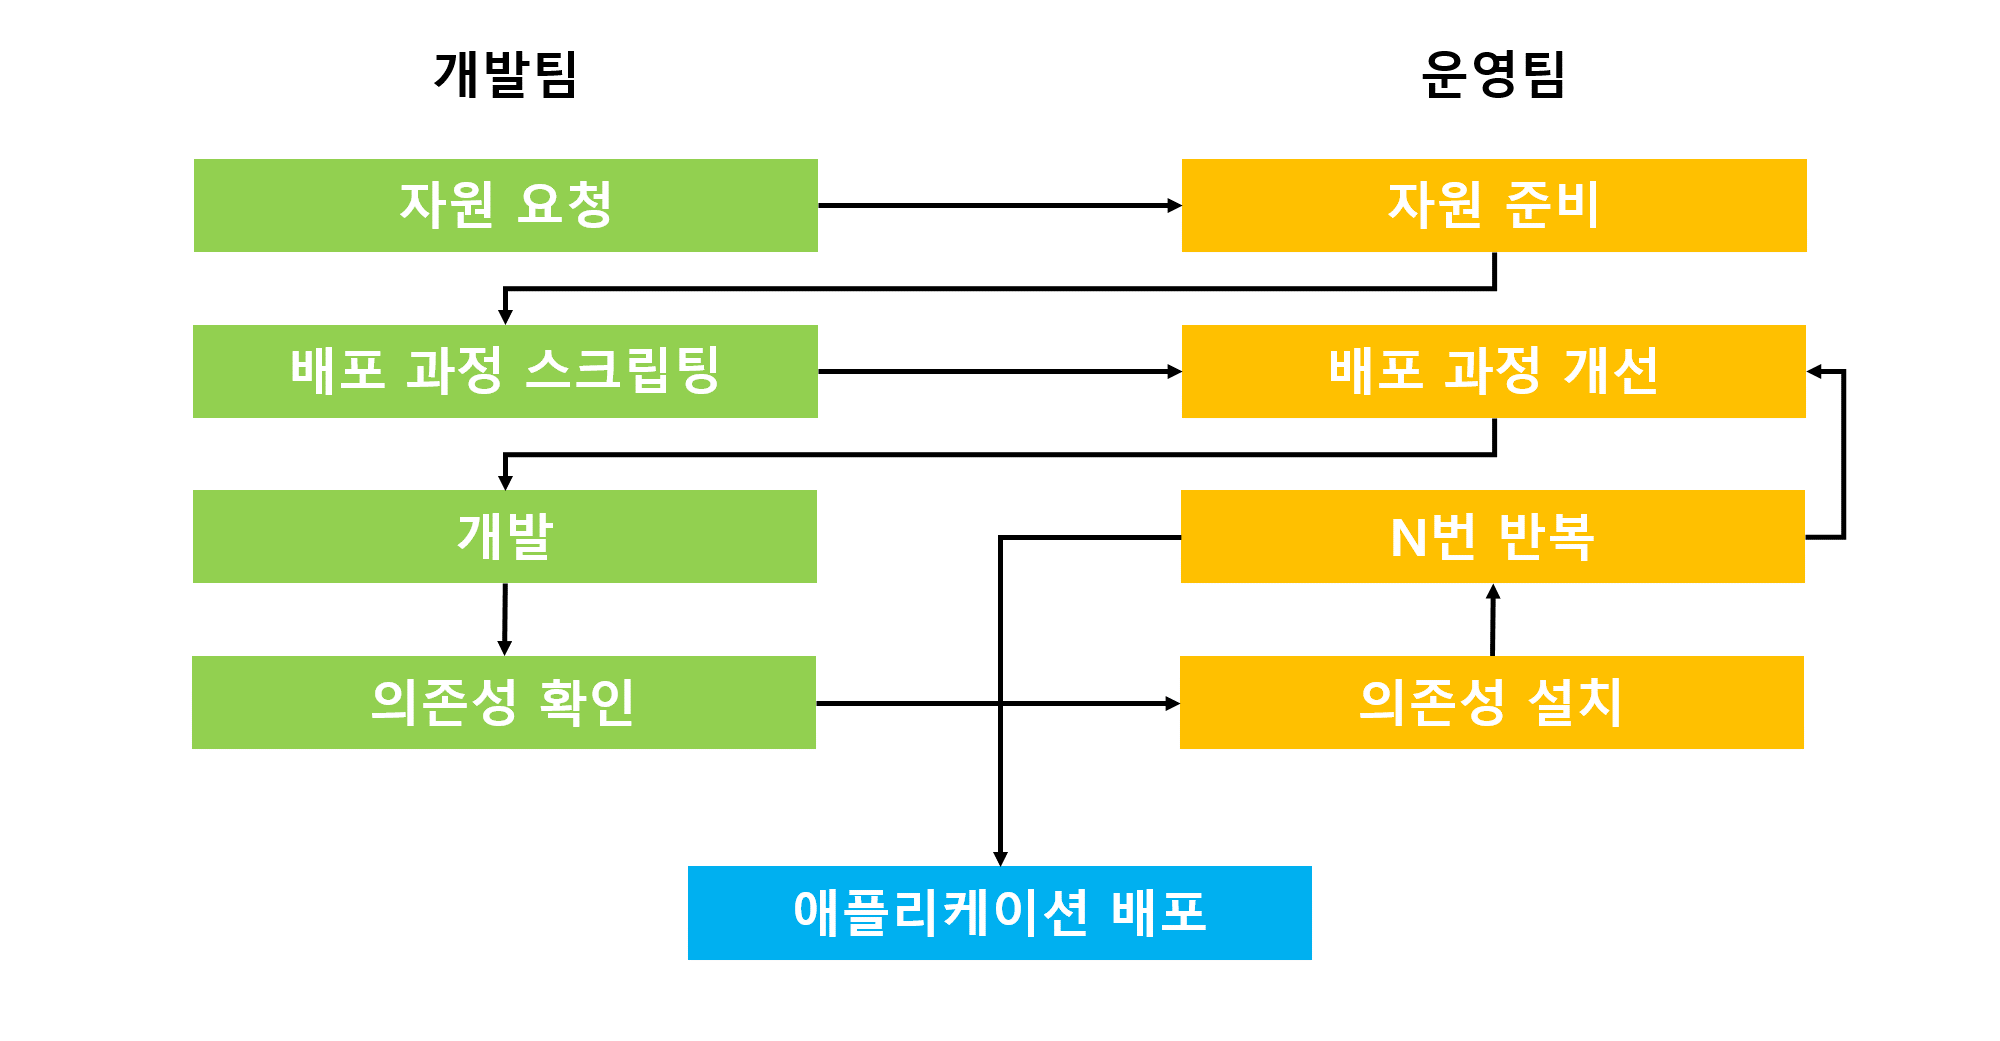 개발팀
운영팀
자원 요청
자원 준비
배포 과정 스크립팅
배포 과정 개선
개발
N번 반복
의존성 확인
의존성 설치
애플리케이션 배포